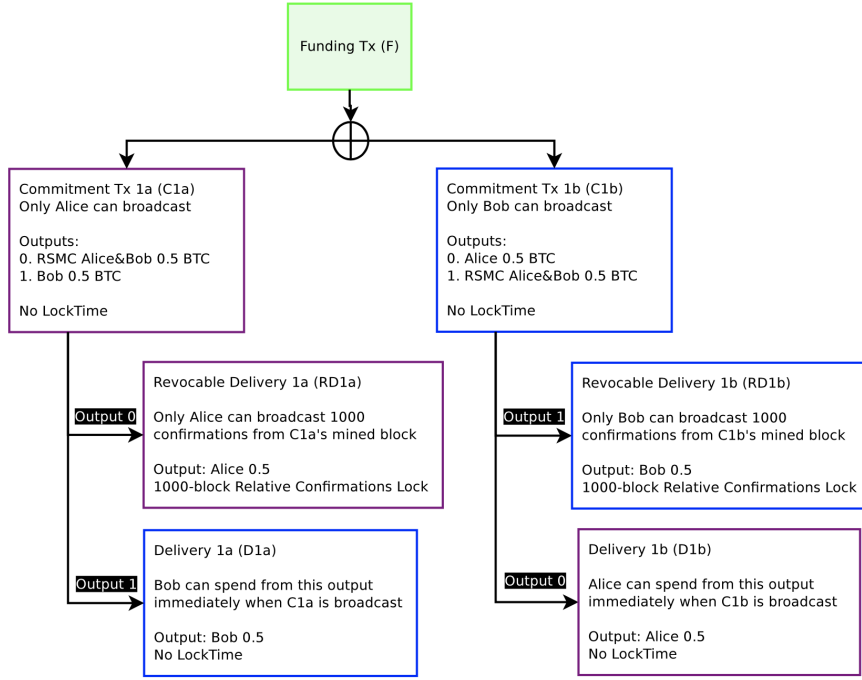 Funding Tx (F)
Commitment Tx 1a (C1a)
Only Alice can broadcast
Outputs:
0. RSMC Alice&Bob 0.5 BTC
1. Bob 0.5 BTC
No LockTime
Commitment Tx 1b (C1b)
Only Bob can broadcast
Outputs:
0. Alice 0.5 BTC
1. RSMC Alice&Bob 0.5 BTC
No LockTime
Output 0
Revocable Delivery 1a (RD1a)
Only Alice can broadcast 1000
confirmations from C1a's mined block
Output: Alice 0.5
1000-block Relative Confirmations Lock
Output 1
Revocable Delivery 1b (RD1b)
Only Bob can broadcast 1000
confirmations from C1b's mined block
Output: Bob 0.5
1000-block Relative Confirmations Lock
Output 1
Delivery 1a (D1a)
Bob can spend from this output
immediately when C1a is broadcast
Output: Bob 0.5
No LockTime
Output 0
Delivery 1b (D1b)
Alice can spend from this output
immediately when C1b is broadcast
Output: Alice 0.5
No LockTime